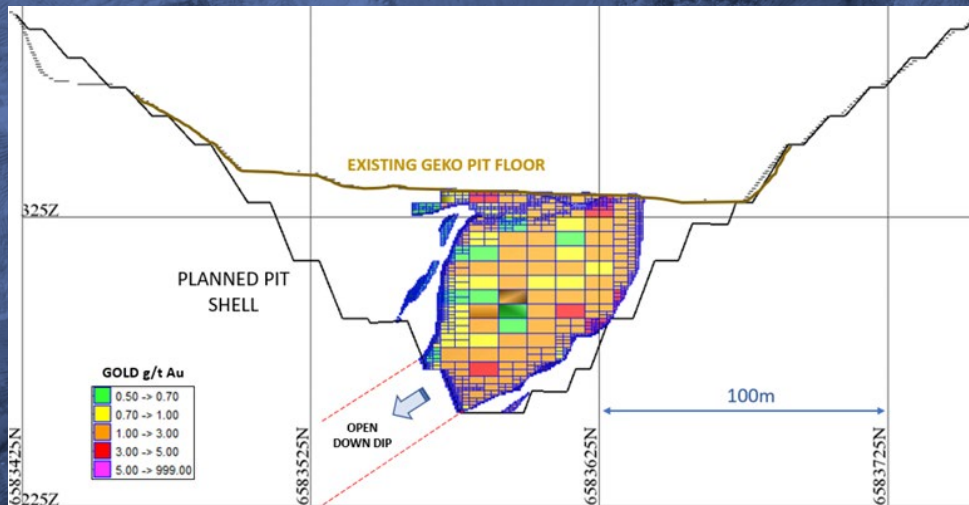 EXISTING GEKO PIT FLOOR
325Z
PLANNED PIT
SHELL
GOLD g/t Au
0.50 -> 0.70
0.70 -> 1.00
1.00 -> 3.00
3.00 -> 5.00
5.00 -> 999.00
OPEN
DOWN DIP
100m
6583425N
6583525N
6583625N
6583725N
225Z